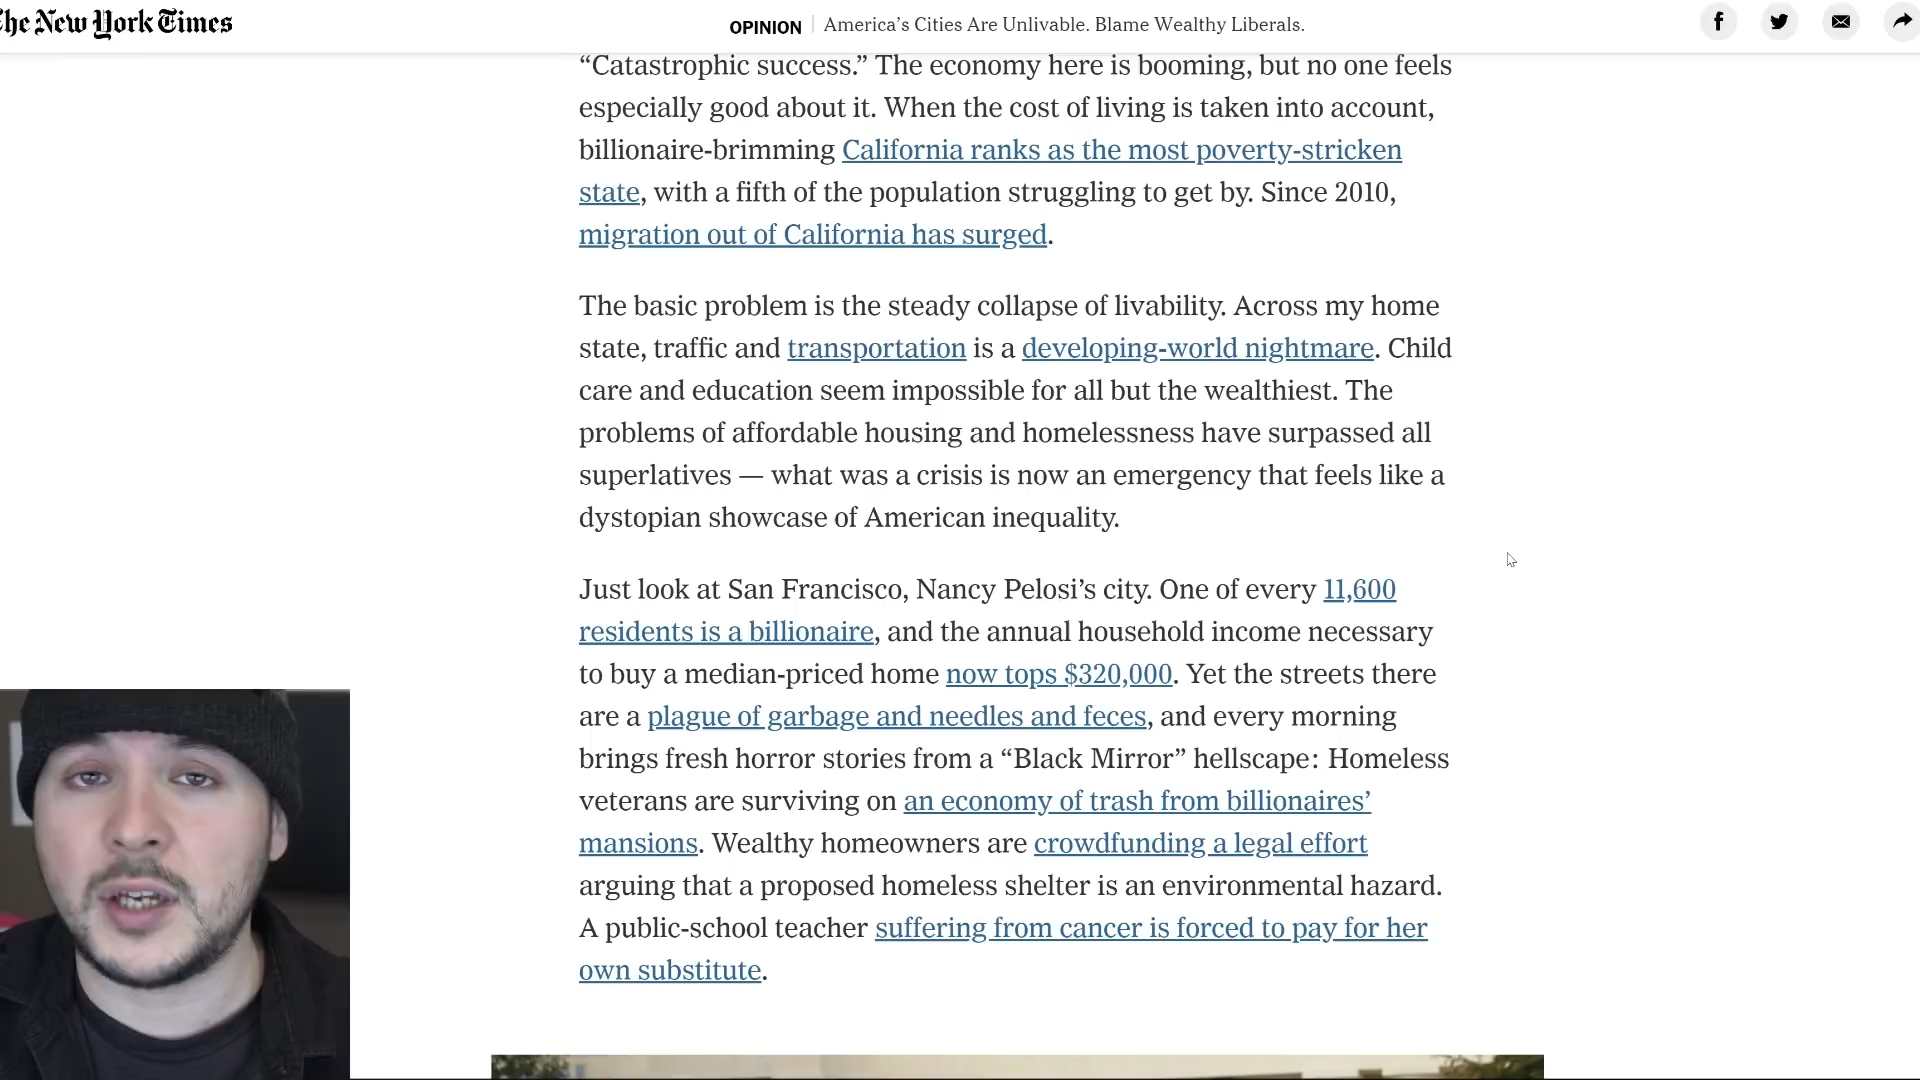 The New York Times
OPINION America’s Cities Are Unlivable. Blame Wealthy Liberals.
“Catastrophic success.” The economy here is booming, but no one feels
especially good about it. When the cost of living is taken into account,
billionaire-brimming California ranks as the most poverty-stricken
state, with a fifth of the population struggling to get by. Since 2010,
migration out of California has surged.
The basic problem is the steady collapse of livability. Across my home
state, traffic and transportation is a developing-world nightmare. Child
care and education seem impossible for all but the wealthiest. The
problems of affordable housing and homelessness have surpassed all
superlatives — what was a crisis is now an emergency that feels like a
dystopian showcase of American inequality.
Just look at San Francisco, Nancy Pelosi’s city. One of every 11,600
residents is a billionaire, and the annual household income necessary
to buy a median-priced home now tops $320,000. Yet the streets there
are a plague of garbage and needles and feces, and every morning
brings fresh horror stories from a “Black Mirror” hellscape: Homeless
veterans are surviving on an economy of trash from billionaires’
mansions. Wealthy homeowners are crowdfunding a legal effort
arguing that a proposed homeless shelter is an environmental hazard.
A public-school teacher suffering from cancer is forced to pay for her
own substitute.